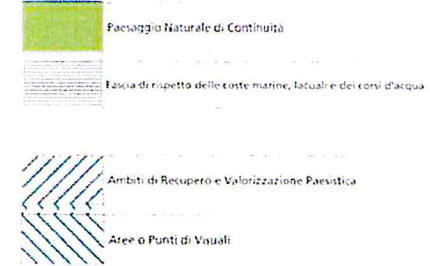 Paesaggio Naturale di Continuità
Fascia di rispetto delle coste marine, lacuali e dei corsi d'acqua
Ambiti di Recupero e Valorizzazione Paesistica
Aree o Punti di Visuali